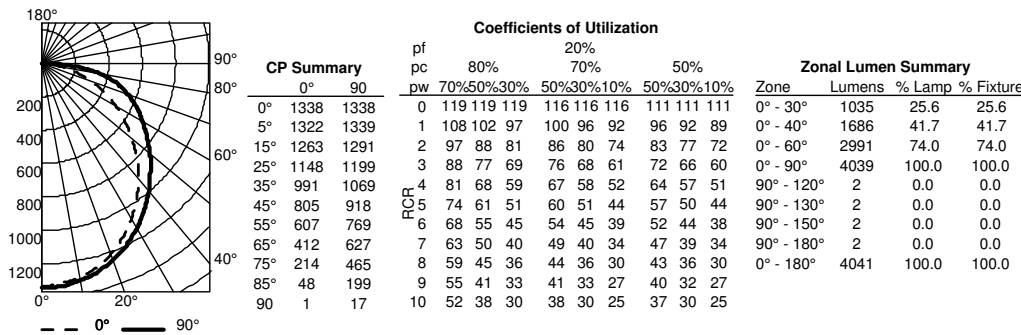 180°
90°
80°
60°
40°
200
400
600
800
1000
1200
0° 20°
0° 90°
CP Summary
0° 90
0° 1338 1338
5° 1322 1339
15° 1263 1291
25° 1148 1199
35° 991 1069
45° 805 918
55° 607 769
65° 412 627
75° 214 465
85° 48 199
90 1 17
Coefficients of Utilization
pf 20%
pc 80% 70% 50%
pw 70%50%30% 50%30%10% 50%30%10%
RCR
0 119 119 119 116 116 116 111 111 111
1 108 102 97 100 96 92 96 92 89
2 97 88 81 86 80 74 83 77 72
3 88 77 69 76 68 61 72 66 60
4 81 68 59 67 58 52 64 57 51
5 74 61 51 60 51 44 57 50 44
6 68 55 45 54 45 39 52 44 38
7 63 50 40 49 40 34 47 39 34
8 59 45 36 44 36 30 43 36 30
9 55 41 33 41 33 27 40 32 27
10 52 38 30 38 30 25 37 30 25
Zonal Lumen Summary
Zone Lumens % Lamp % Fixture
0° - 30° 1035 25.6 25.6
0° - 40° 1686 41.7 41.7
0° - 60° 2991 74.0 74.0
0° - 90° 4039 100.0 100.0
90° - 120° 2 0.0 0.0
90° - 130° 2 0.0 0.0
90° - 150° 2 0.0 0.0
90° - 180° 2 0.0 0.0
0° - 180° 4041 100.0 100.0